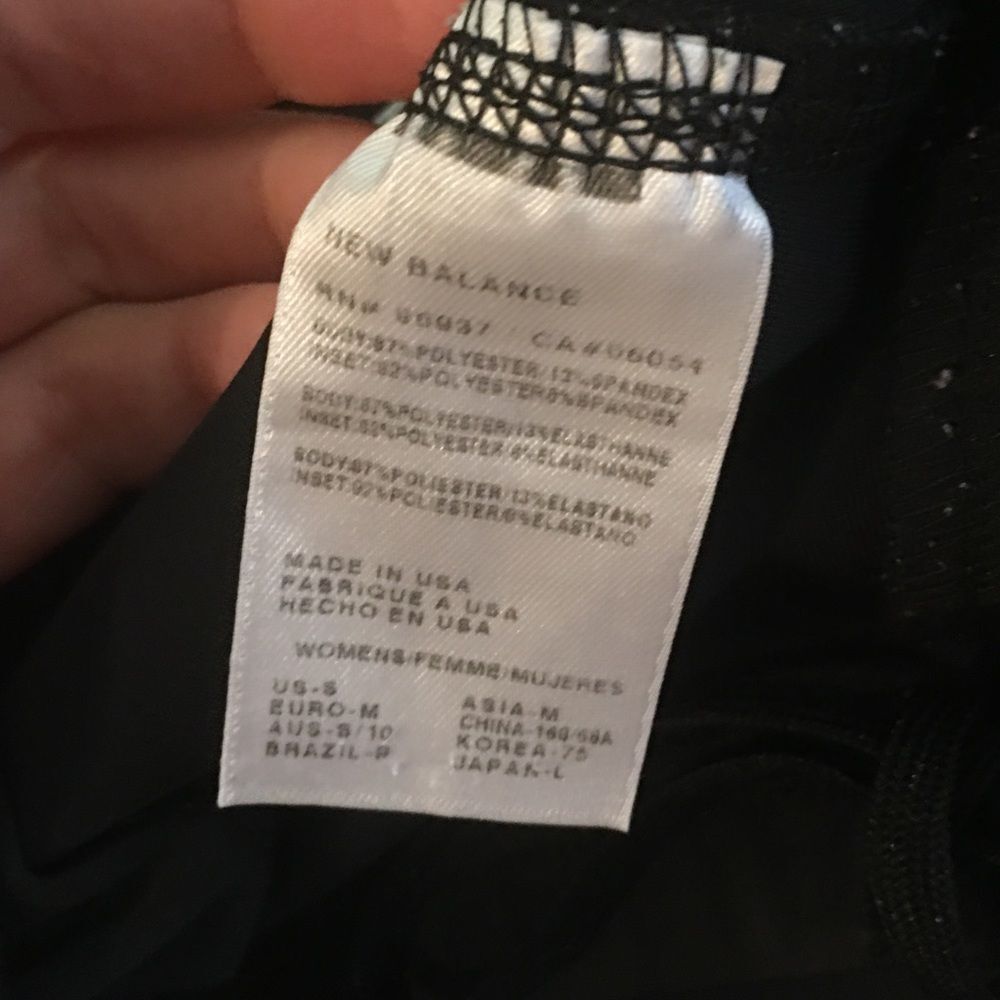 NEW BALANCE
RN# CA#06054
BODY:87%POLYESTER/13%SPANDEX
INSET:92%POLYESTER/8%SPANDEX
BODY:87%POLYESTER/13%ELASTHANNE
INSET:92%POLYESTER/8%ELASTHANNE
BODY:87%POLIESTER/13%ELASTANO
INSET:92%POLIESTER/8%ELASTANO
MADE IN USA
FABRIQUE A USA
HECHO EN USA
WOMENS/FEMME/MUJERES
US-S
EURO-M
AUS-S/10
BRAZIL-P
ASIA-M
CHINA-160/68A
KOREA-75
JAPAN-L